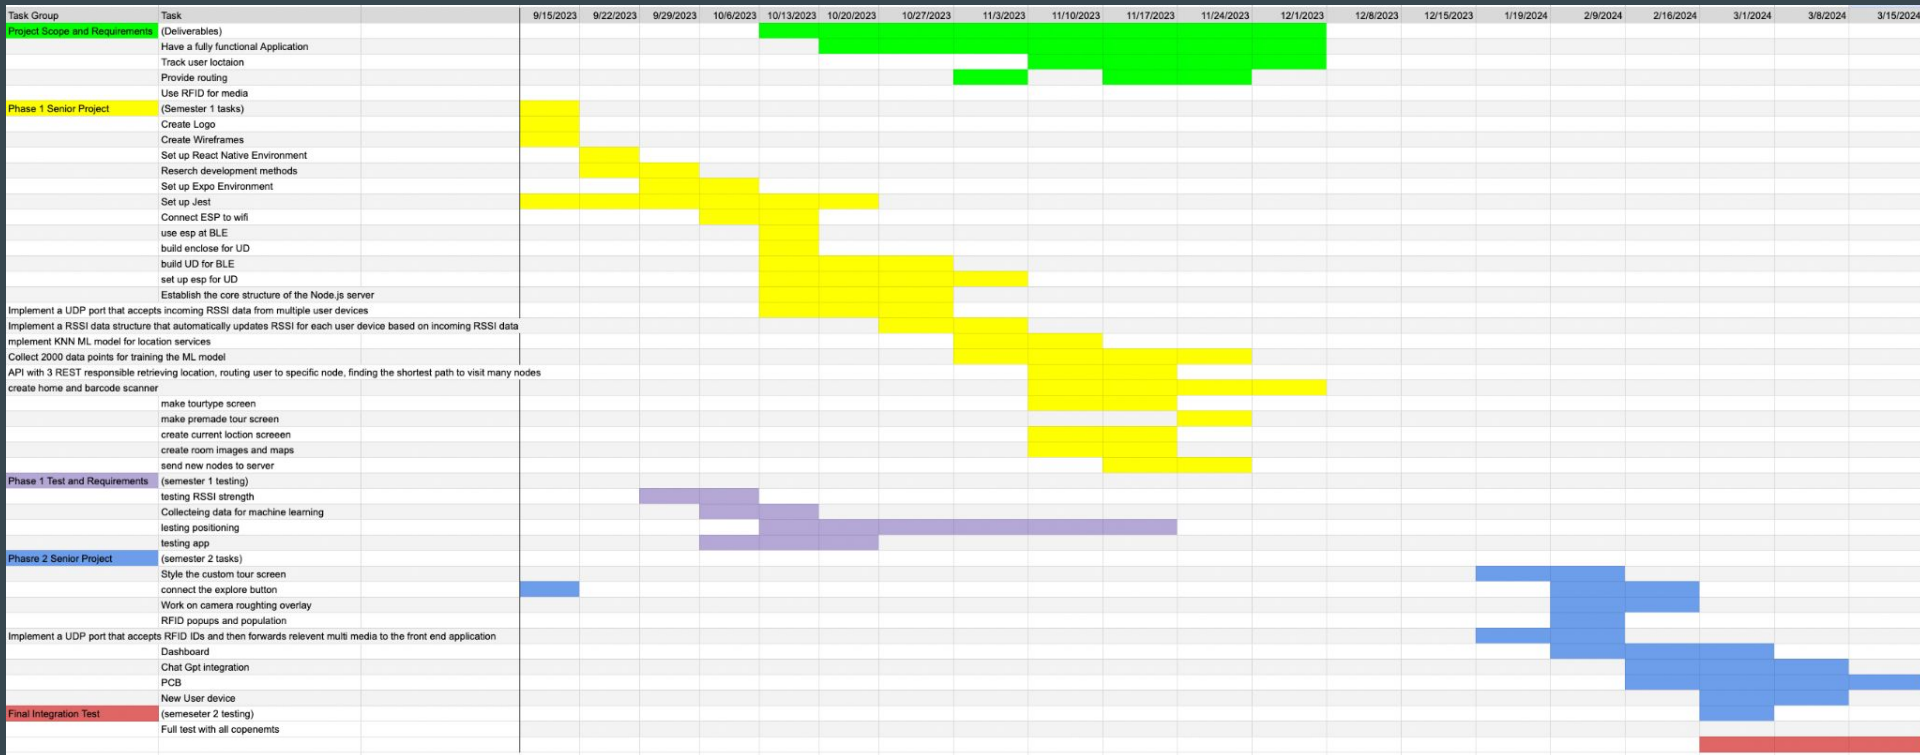 Task Group Task 9/15/2023 9/22/2023 9/29/2023 10/6/2023 10/13/2023 10/20/2023 10/27/2023 11/3/2023 11/10/2023 11/17/2023 11/24/2023 12/1/2023 12/8/2023 12/15/2023 1/19/2024 2/9/2024 2/16/2024 3/1/2024 3/8/2024 3/15/2024
Project Scope and Requirements (Deliverables)
Have a fully functional Application
Track user loctaion
Provide routing
Use RFID for media
Phase 1 Senior Project (Semester 1 tasks)
Create Logo
Create Wireframes
Set up React Native Environment
Reserch development methods
Set up Expo Environment
Set up Jest
Connect ESP to wifi
use esp at BLE
build enclose for UD
build UD for BLE
set up esp for UD
Establish the core structure of the Node.js server
Implement a UDP port that accepts incoming RSSI data from multiple user devices
Implement a RSSI data structure that automatically updates RSSI for each user device based on incoming RSSI data
mplement KNN ML model for location services
Collect 2000 data points for training the ML model
API with 3 REST responsible retrieving location, routing user to specific node, finding the shortest path to visit many nodes
create home and barcode scanner
make tourtype screen
make premade tour screen
create current loction screeen
create room images and maps
send new nodes to server
Phase 1 Test and Requirements (semester 1 testing)
testing RSSI strength
Collecteing data for machine learning
lesting positioning
testing app
Phasre 2 Senior Project (semester 2 tasks)
Style the custom tour screen
connect the explore button
Work on camera roughting overlay
RFID popups and population
Implement a UDP port that accepts RFID IDs and then forwards relevent multi media to the front end application
Dashboard
Chat Gpt integration
PCB
New User device
Final Integration Test (semeseter 2 testing)
Full test with all copenemts